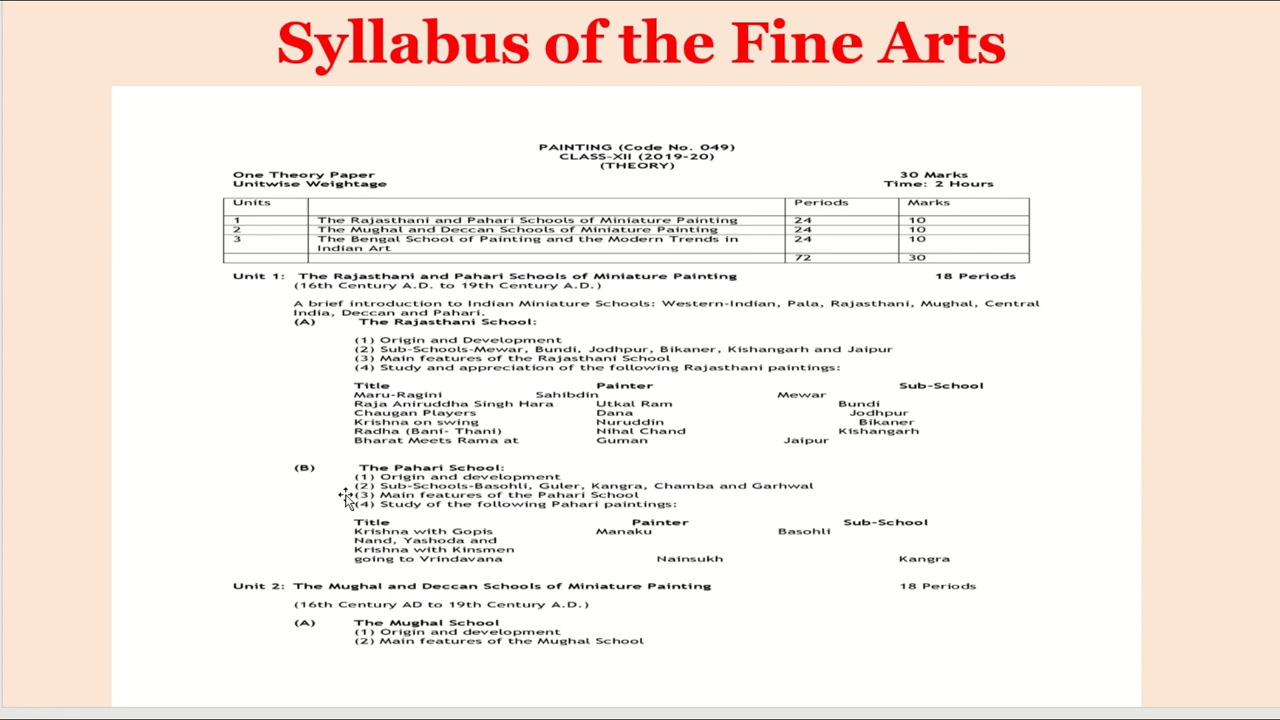 Syllabus of the Fine Arts
PAINTING (Code No. 049)
CLASS-XII (2019-20)
(THEORY)
One Theory Paper 30 Marks
Unitwise Weightage Time: 2 Hours
Units Periods Marks
1 The Rajasthani and Pahari Schools of Miniature Painting 24 10
2 The Mughal and Deccan Schools of Miniature Painting 24 10
3 The Bengal School of Painting and the Modern Trends in 24 10
Indian Art
72 30
Unit 1: The Rajasthani and Pahari Schools of Miniature Painting 18 Periods
(16th Century A.D. to 19th Century A.D.)
A brief introduction to Indian Miniature Schools: Western-Indian, Pala, Rajasthani, Mughal, Central
India, Deccan and Pahari.
(A) The Rajasthani School:
(1) Origin and Development
(2) Sub-Schools-Mewar, Bundi, Jodhpur, Bikaner, Kishangarh and Jaipur
(3) Main features of the Rajasthani School
(4) Study and appreciation of the following Rajasthani paintings:
Title Painter Sub-School
Maru-Ragini Sahibdin Mewar
Raja Aniruddha Singh Hara Utkal Ram Bundi
Chaugan Players Dana Jodhpur
Krishna on swing Nuruddin Bikaner
Radha (Bani- Thani) Nihal Chand Kishangarh
Bharat Meets Rama at Guman Jaipur
(B) The Pahari School:
(1) Origin and development
(2) Sub-Schools-Basohli, Guler, Kangra, Chamba and Garhwal
(3) Main features of the Pahari School
(4) Study of the following Pahari paintings:
Title Painter Sub-School
Krishna with Gopis Manaku Basohli
Nand, Yashoda and
Krishna with Kinsmen
going to Vrindavana Nainsukh Kangra
Unit 2: The Mughal and Deccan Schools of Miniature Painting 18 Periods
(16th Century AD to 19th Century A.D.)
(A) The Mughal School
(1) Origin and development
(2) Main features of the Mughal School